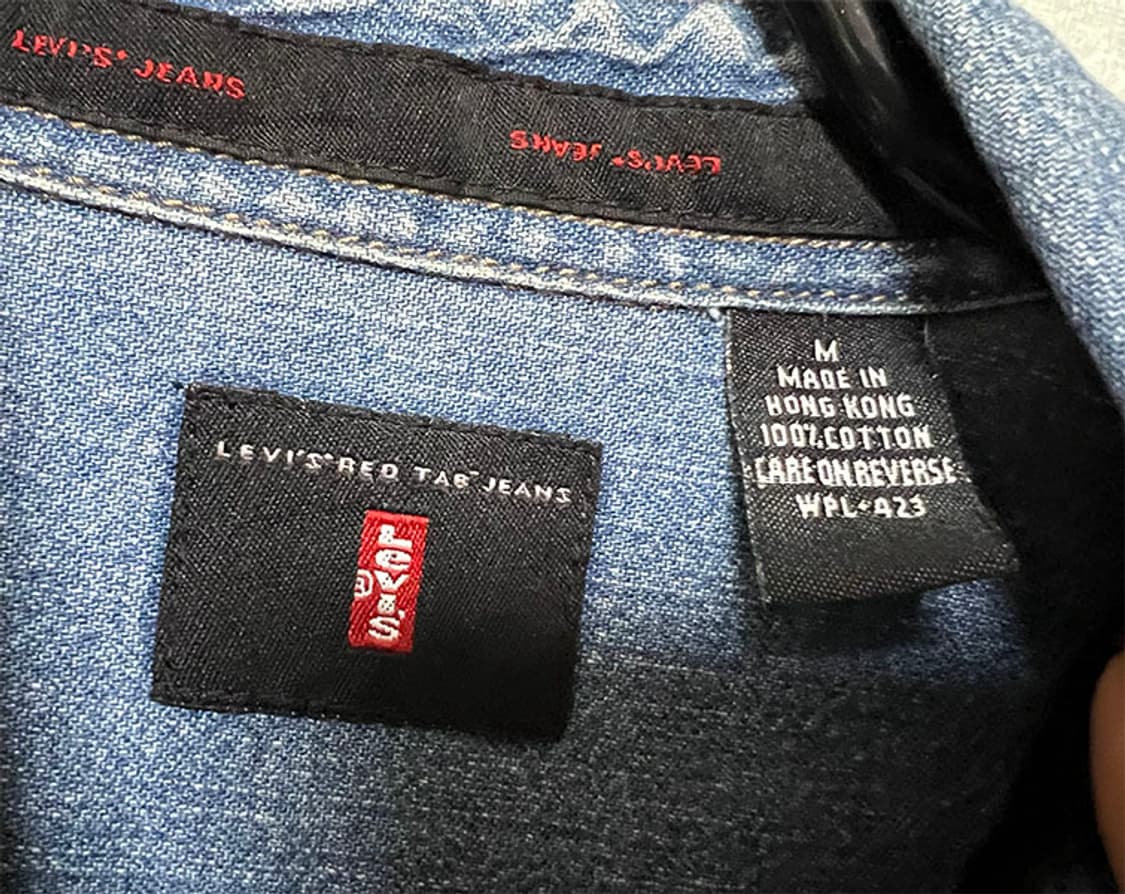 LEVI'S® JEANS
LEVI'S® JEANS
LEVI'S® RED TAB™ JEANS
LEVI'S
®
M
MADE IN
HONG KONG
100% COTTON
CARE ON REVERSE
WPL•423